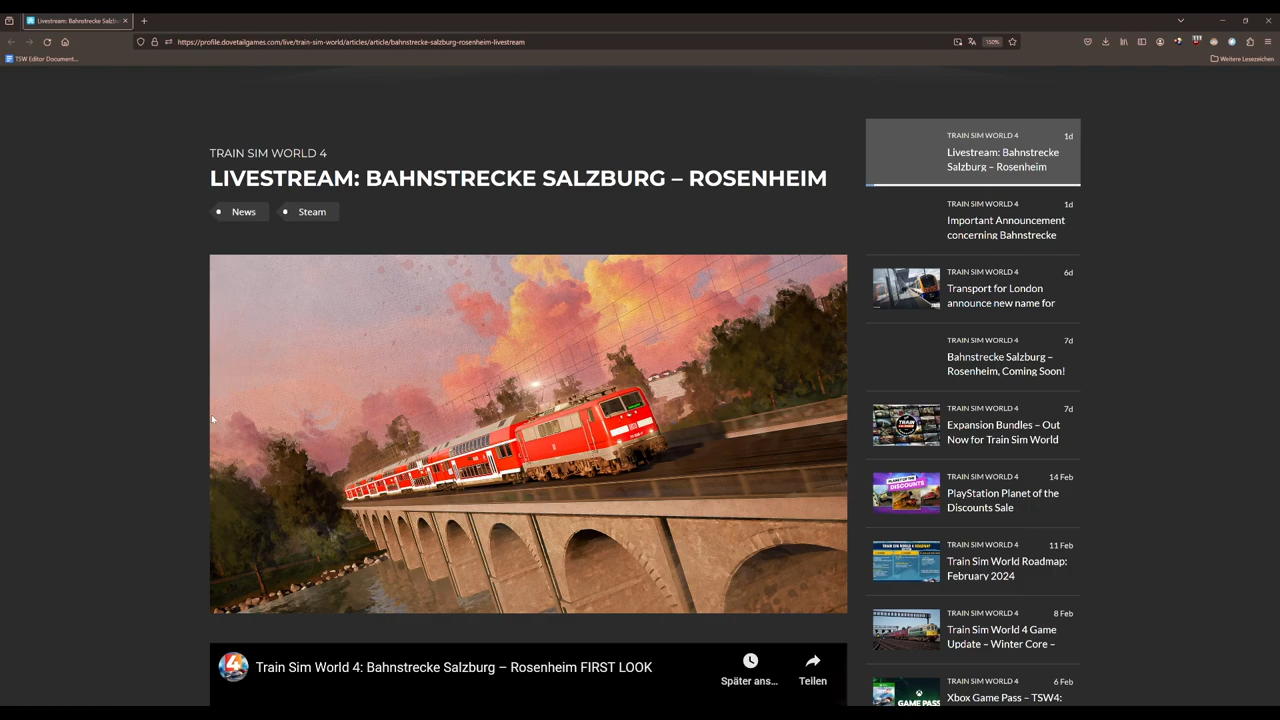 Livestream: Bahnstrecke Salzb
https://profile.dovetailgames.com/live/train-sim-world/articles/article/bahnstrecke-salzburg-rosenheim-livestream
150%
TSW Editor Document...
Weitere Lesezeichen
TRAIN SIM WORLD 4
LIVESTREAM: BAHNSTRECKE SALZBURG – ROSENHEIM
News
Steam
4
Train Sim World 4: Bahnstrecke Salzburg – Rosenheim FIRST LOOK
Später ans...
Teilen
TRAIN SIM WORLD 4
1d
Livestream: Bahnstrecke
Salzburg – Rosenheim
TRAIN SIM WORLD 4
1d
Important Announcement
concerning Bahnstrecke
TRAIN SIM WORLD 4
6d
Transport for London
announce new name for
TRAIN SIM WORLD 4
7d
Bahnstrecke Salzburg –
Rosenheim, Coming Soon!
TRAIN SIM WORLD 4
7d
Expansion Bundles – Out
Now for Train Sim World
TRAIN SIM WORLD 4
14 Feb
PlayStation Planet of the
Discounts Sale
TRAIN SIM WORLD 4
11 Feb
Train Sim World Roadmap:
February 2024
TRAIN SIM WORLD 4
8 Feb
Train Sim World 4 Game
Update – Winter Core –
TRAIN SIM WORLD 4
6 Feb
Xbox Game Pass – TSW4:
XBOX
GAME PASS